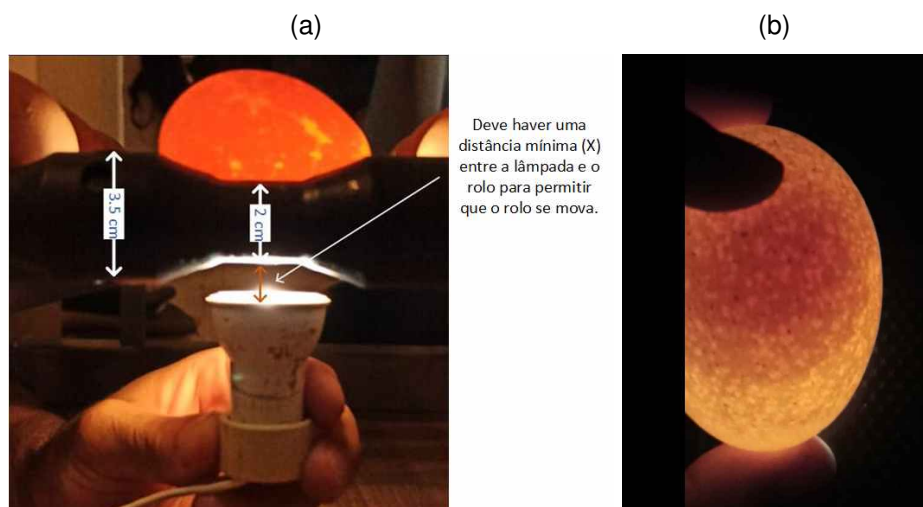 (a)
(b)
Deve haver uma
distância mínima (X)
entre a lâmpada e o
rolo para permitir
que o rolo se mova.
3.5 cm
2 cm